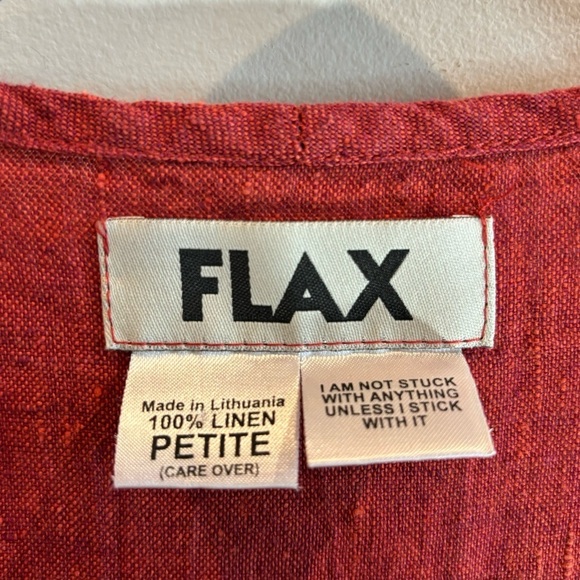 FLAX
Made in Lithuania
100% LINEN
PETITE
(CARE OVER)
I AM NOT STUCK
WITH ANYTHING
UNLESS I STICK
WITH IT